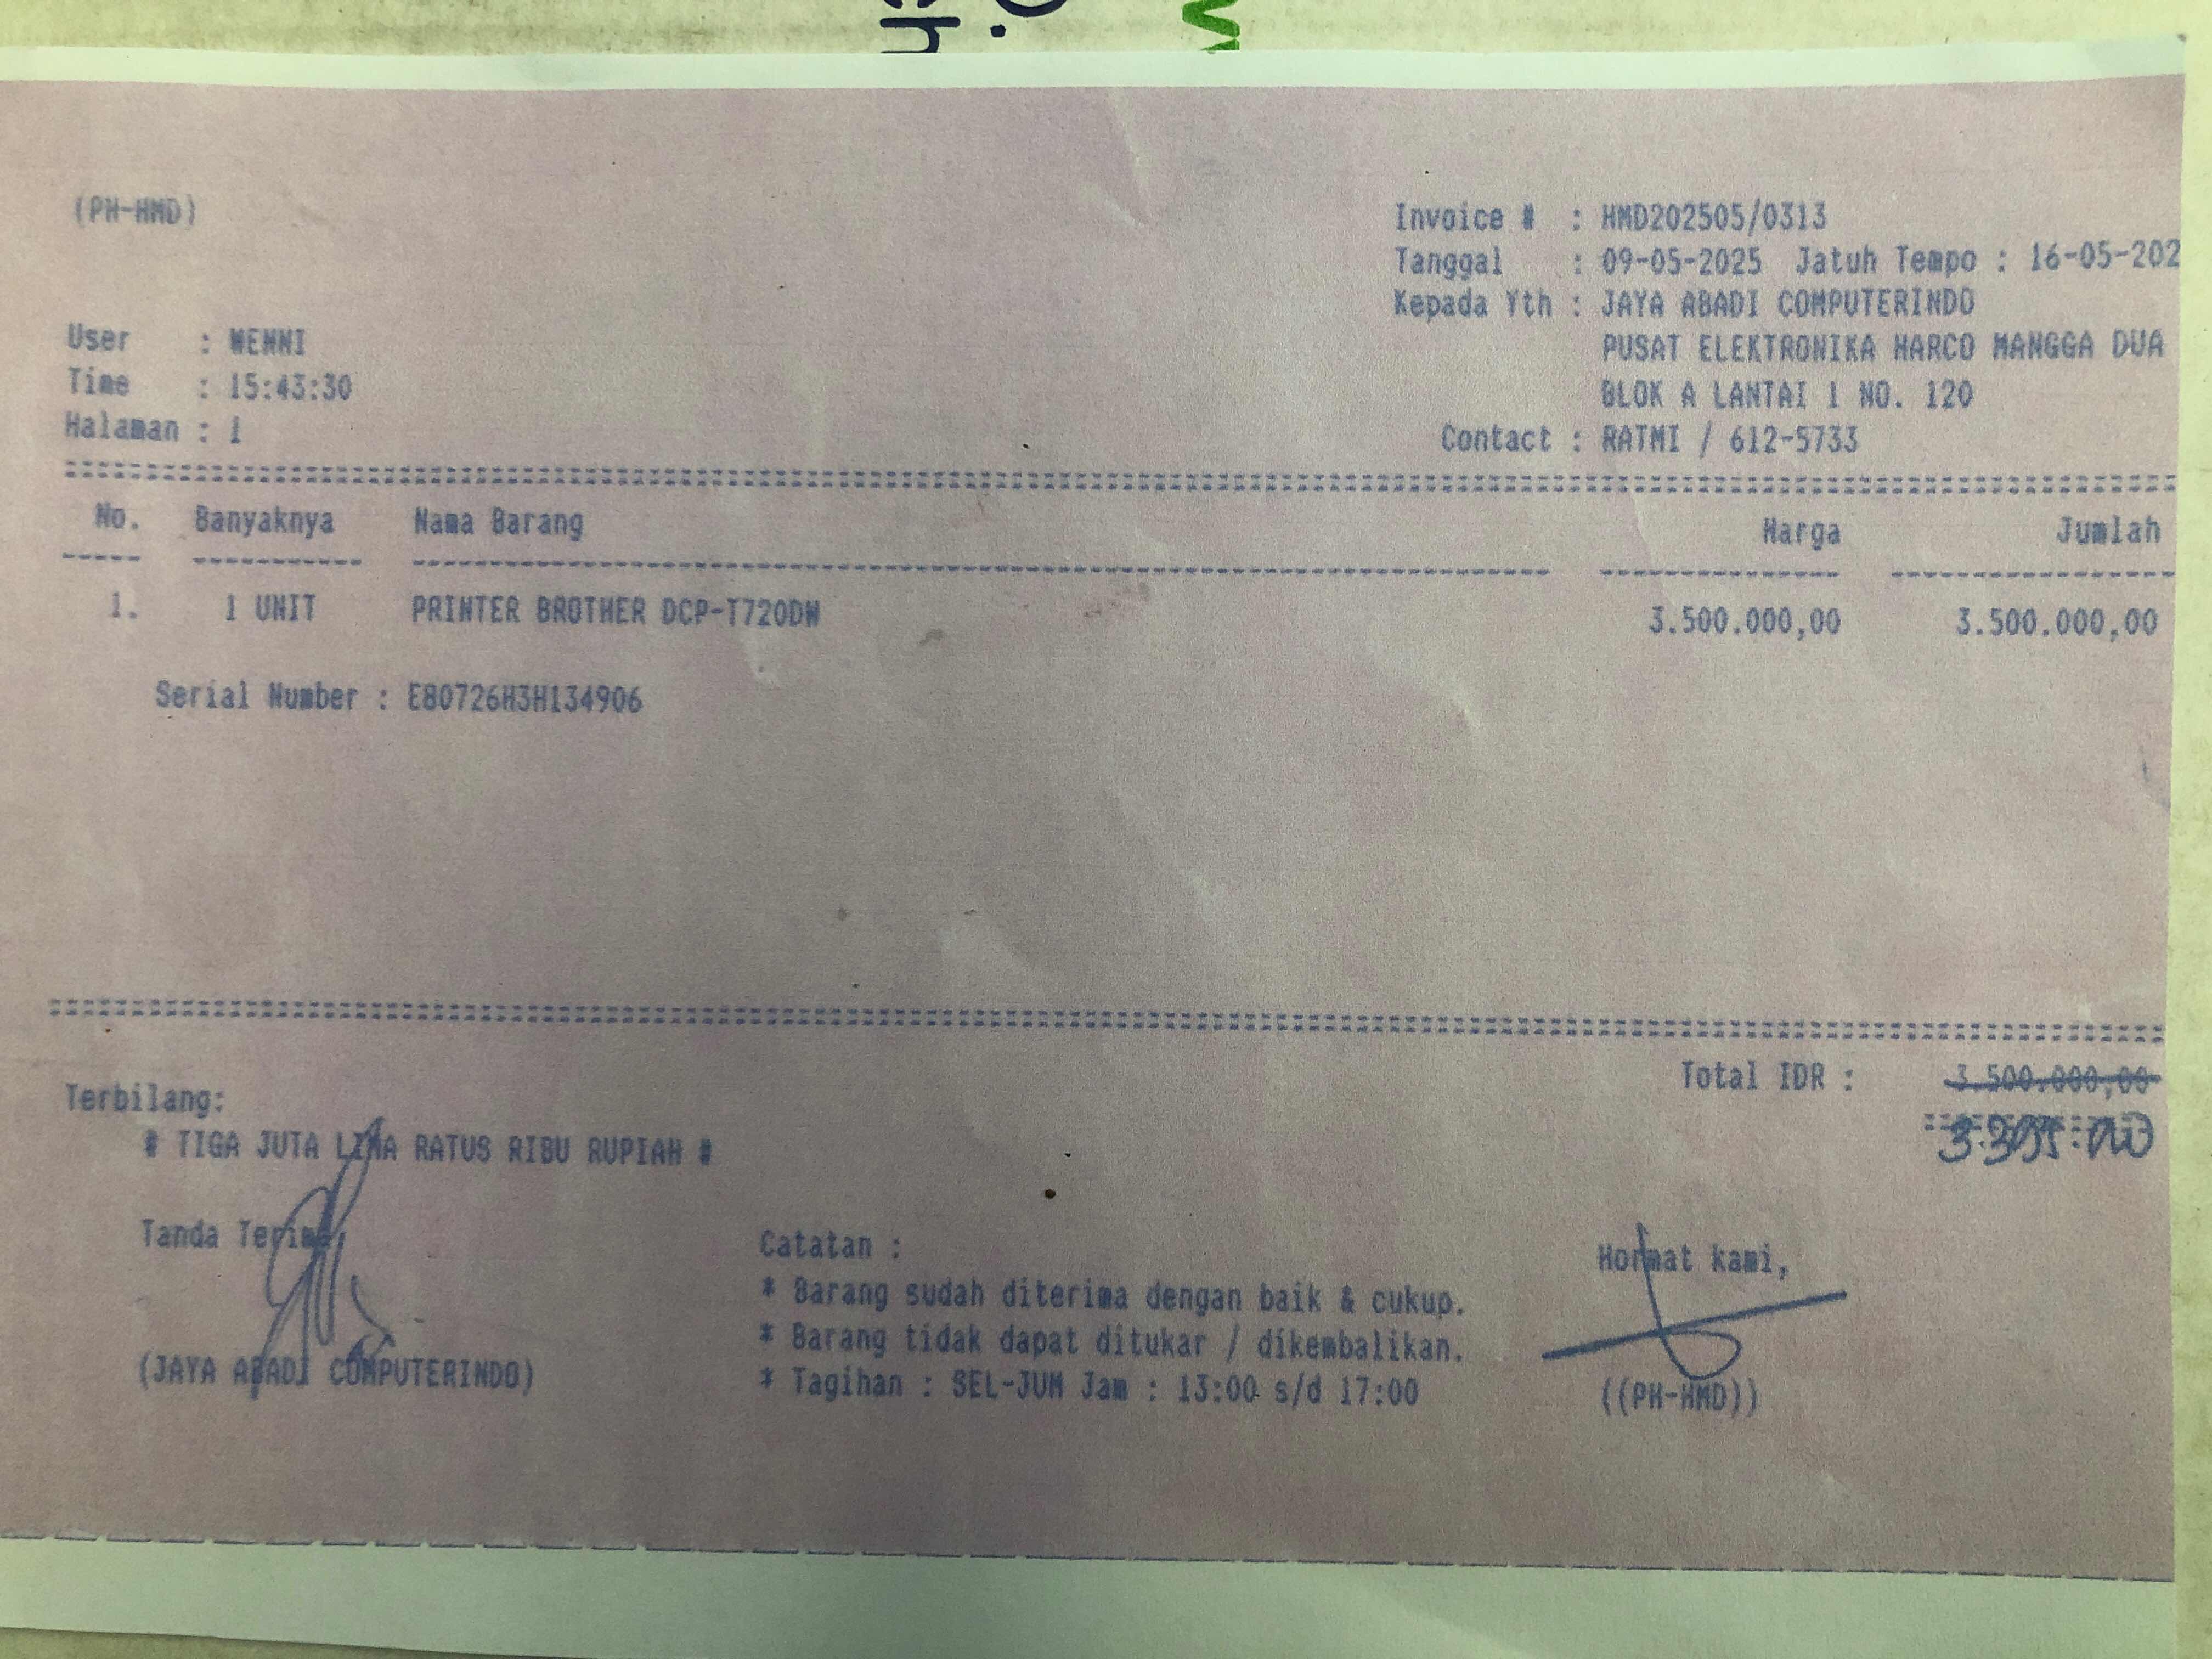 (PH-HMD)
Invoice # : HMD202505/0313
Tanggal : 09-05-2025 Jatuh Tempo : 16-05-202
Kepada Yth : JAYA ABADI COMPUTERINDO
PUSAT ELEKTRONIKA HARCO MANGGA DUA
BLOK A LANTAI 1 NO. 120
Contact : RATMI / 612-5733
User : WENNI
Time : 15:43:30
Halaman : 1
No. Banyaknya Nama Barang Harga Jumlah
1. 1 UNIT PRINTER BROTHER DCP-T720DW 3.500.000,00 3.500.000,00
Serial Number : E80726H3H134906
Total IDR : 3.500.000,00
Terbilang:
# TIGA JUTA LIMA RATUS RIBU RUPIAH #
Tanda Terima,
(JAYA ABADI COMPUTERINDO)
Catatan :
* Barang sudah diterima dengan baik & cukup.
* Barang tidak dapat ditukar / dikembalikan.
* Tagihan : SEL-JUM Jam : 13:00 s/d 17:00
Hormat kami,
((PH-HMD))